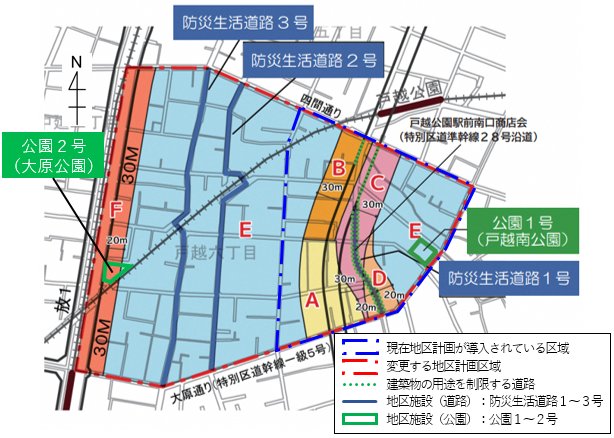 防災生活道路3号
防災生活道路2号
五丁目
N
四間通り
戸越公園
戸越公園駅前南口商店会
(特別区道準幹線28号沿道)
公園2号
(大原公園)
30M
B
30m
C
30m
F
E
E
公園1号
(戸越南公園)
20m
戸越六丁目
防災生活道路1号
30m
D
A
20m
20m
放1
30M
大原通り(特別区道幹線一級5号)
現在地区計画が導入されている区域
変更する地区計画区域
建築物の用途を制限する道路
地区施設(道路):防災生活道路1~3号
地区施設(公園):公園1~2号